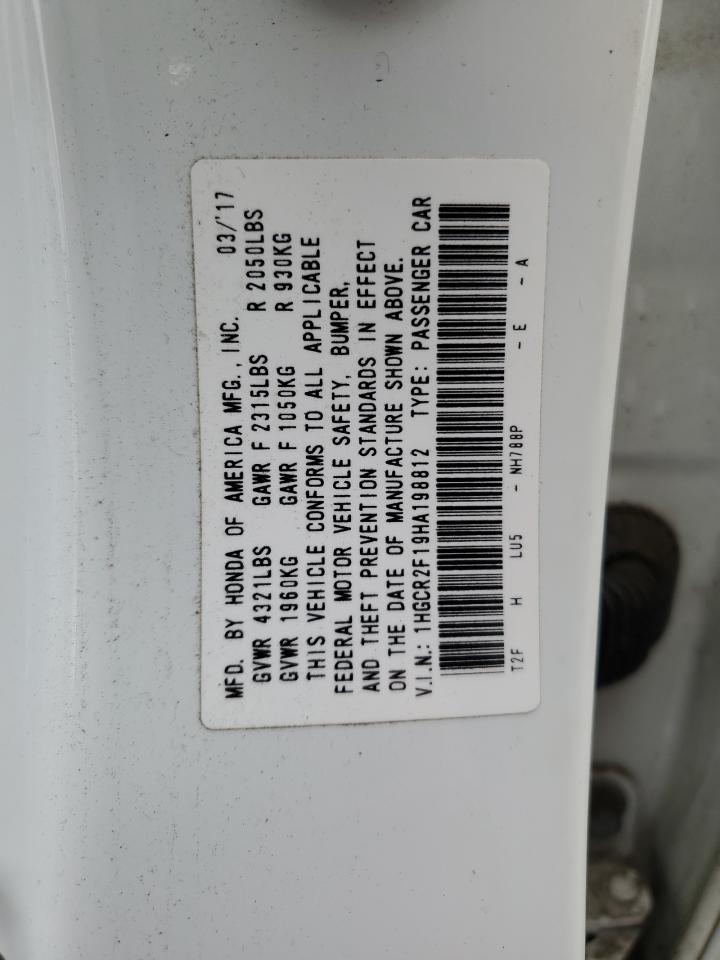 MFD. BY HONDA OF AMERICA MFG., INC. 03/'17
GVWR 4321LBS GAWR F 2315LBS R 2050LBS
GVWR 1960KG GAWR F 1050KG R 930KG
THIS VEHICLE CONFORMS TO ALL APPLICABLE
FEDERAL MOTOR VEHICLE SAFETY, BUMPER,
AND THEFT PREVENTION STANDARDS IN EFFECT
ON THE DATE OF MANUFACTURE SHOWN ABOVE.
V.I.N.: 1HGCR2F19HA198812 TYPE: PASSENGER CAR
T2F H LU5 - NH788P - E - A